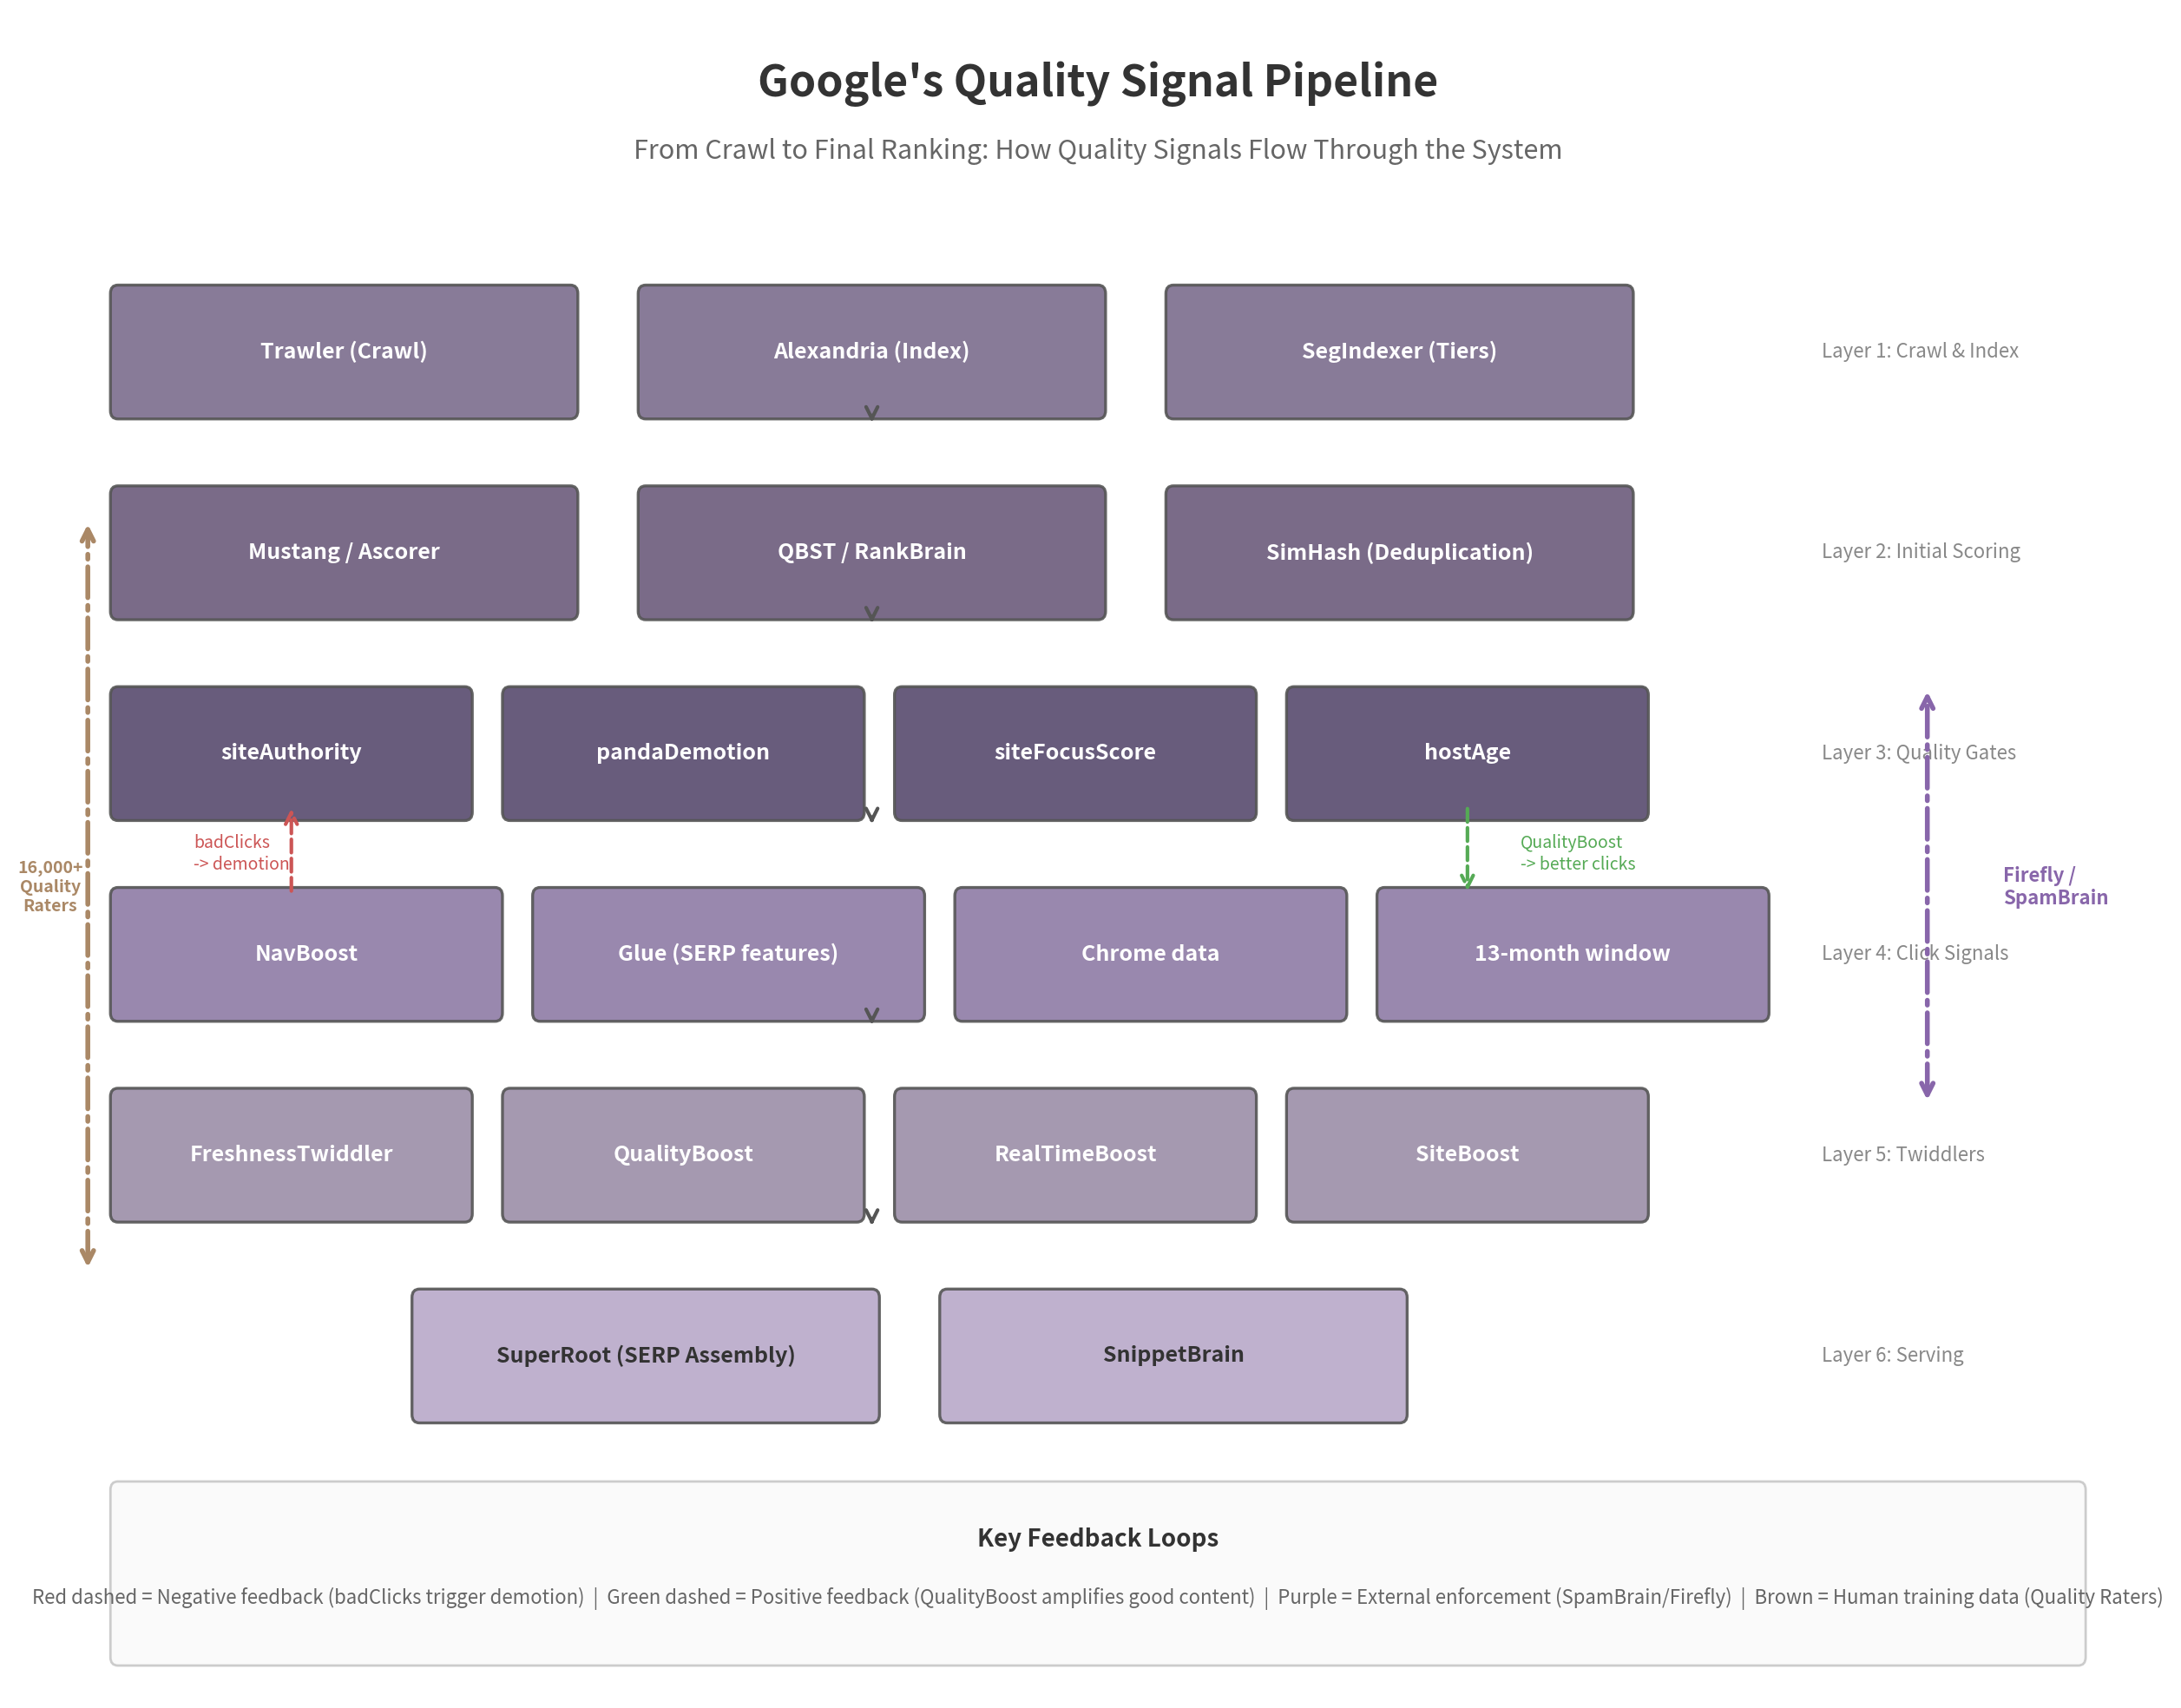 Google's Quality Signal Pipeline
From Crawl to Final Ranking: How Quality Signals Flow Through the System
Trawler (Crawl)
Alexandria (Index)
SegIndexer (Tiers)
Layer 1: Crawl & Index
Mustang / Ascorer
QBST / RankBrain
SimHash (Deduplication)
Layer 2: Initial Scoring
siteAuthority
pandaDemotion
siteFocusScore
hostAge
Layer 3: Quality Gates
badClicks
-> demotion
QualityBoost
-> better clicks
16,000+
Quality
Raters
Firefly /
SpamBrain
NavBoost
Glue (SERP features)
Chrome data
13-month window
Layer 4: Click Signals
FreshnessTwiddler
QualityBoost
RealTimeBoost
SiteBoost
Layer 5: Twiddlers
SuperRoot (SERP Assembly)
SnippetBrain
Layer 6: Serving
Key Feedback Loops
Red dashed = Negative feedback (badClicks trigger demotion) | Green dashed = Positive feedback (QualityBoost amplifies good content) | Purple = External enforcement (SpamBrain/Firefly) | Brown = Human training data (Quality Raters)